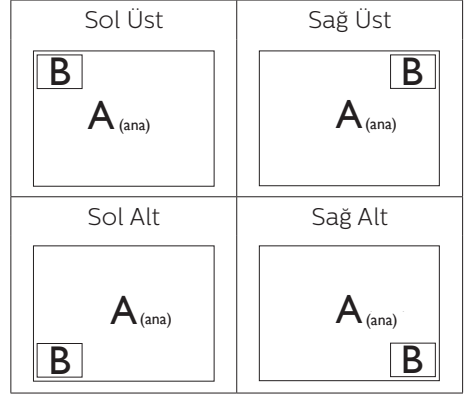 Sol Üst
Sağ Üst
B
A (ana)
B
A (ana)
Sol Alt
Sağ Alt
A (ana)
B
A (ana)
B